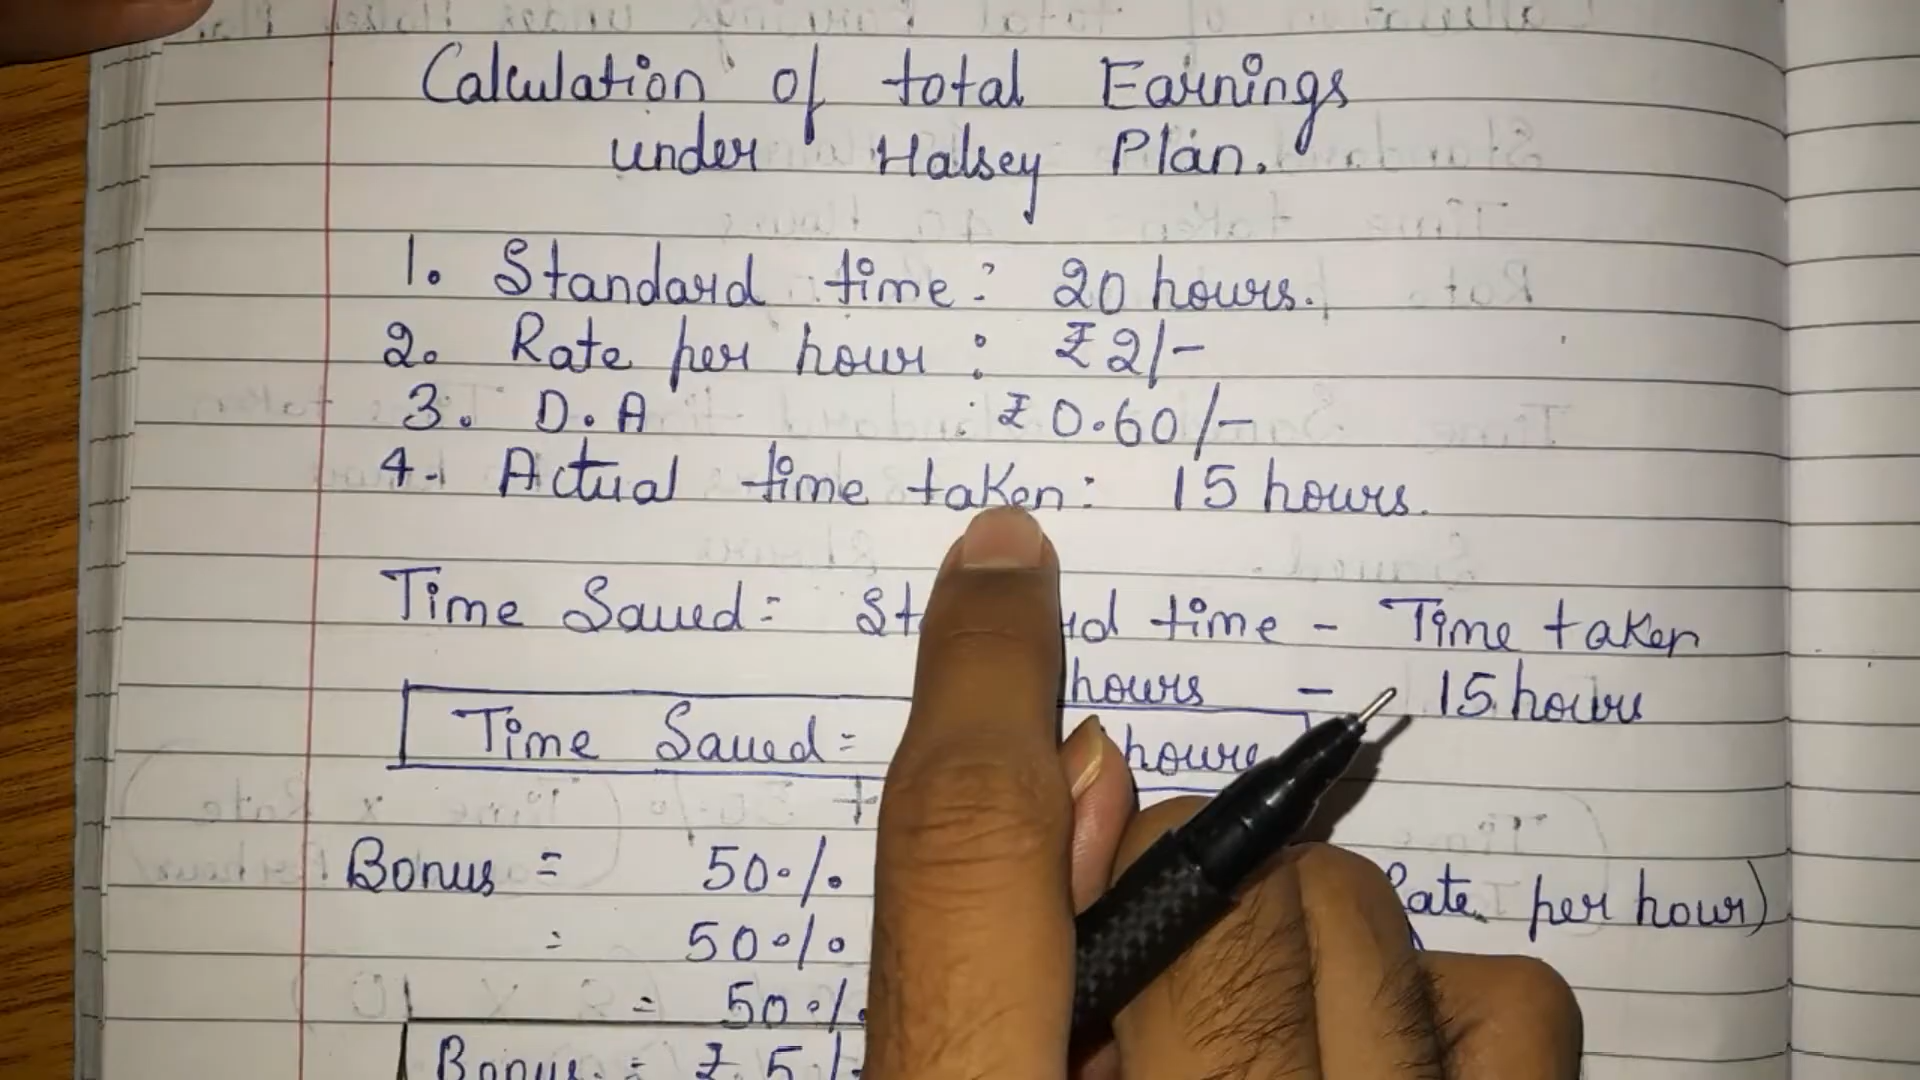 Calculation of total Earnings
under Halsey Plan.
1. Standard time: 20 hours.
2. Rate per hour : ₹2/-
3. D.A : ₹0.60/-
4. Actual time taken: 15 hours.
Time Saved = time - Time taken
hours - 15 hours
Time Saved = hours
Bonus = 50% per hour)
= 50%
= 50%
Bonus = ₹5/-